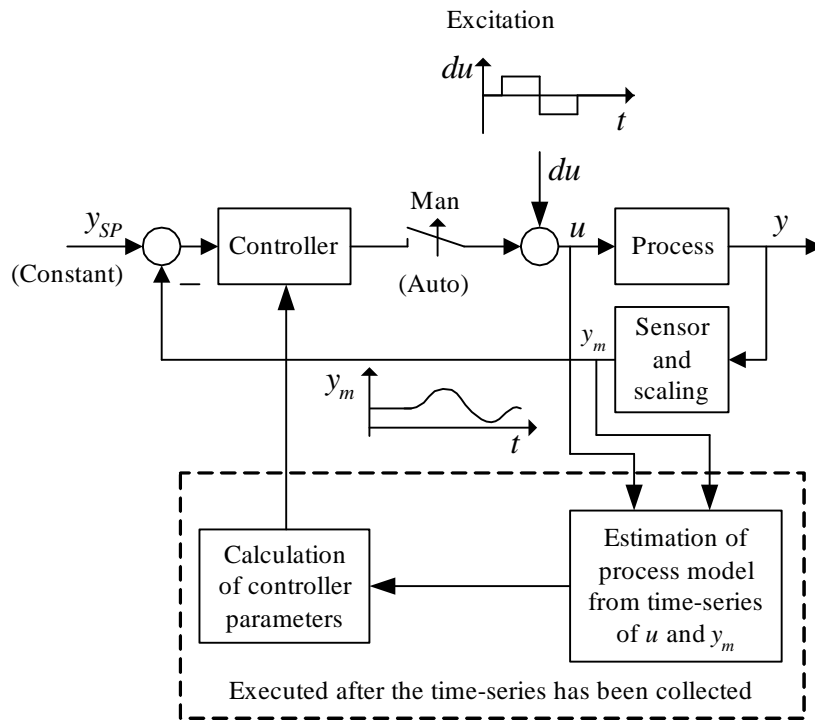 Excitation
du
t
du
Man
y_SP
Controller
u
Process
y
(Constant)
(Auto)
–
y_m
Sensor
and
scaling
y_m
t
Calculation
of controller
parameters
Estimation of
process model
from time-series
of u and y_m
Executed after the time-series has been collected